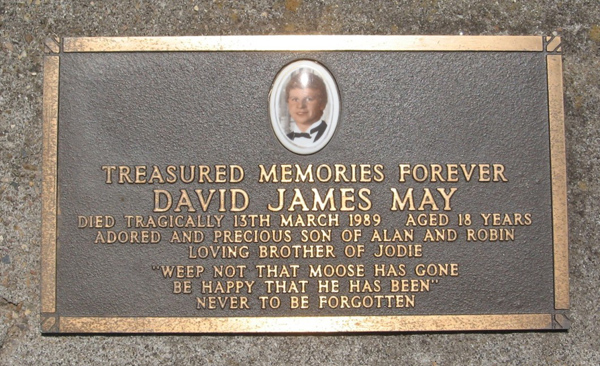 TREASURED MEMORIES FOREVER
DAVID JAMES MAY
DIED TRAGICALLY 13TH MARCH 1989 AGED 18 YEARS
ADORED AND PRECIOUS SON OF ALAN AND ROBIN
LOVING BROTHER OF JODIE
"WEEP NOT THAT MOOSE HAS GONE
BE HAPPY THAT HE HAS BEEN"
NEVER TO BE FORGOTTEN